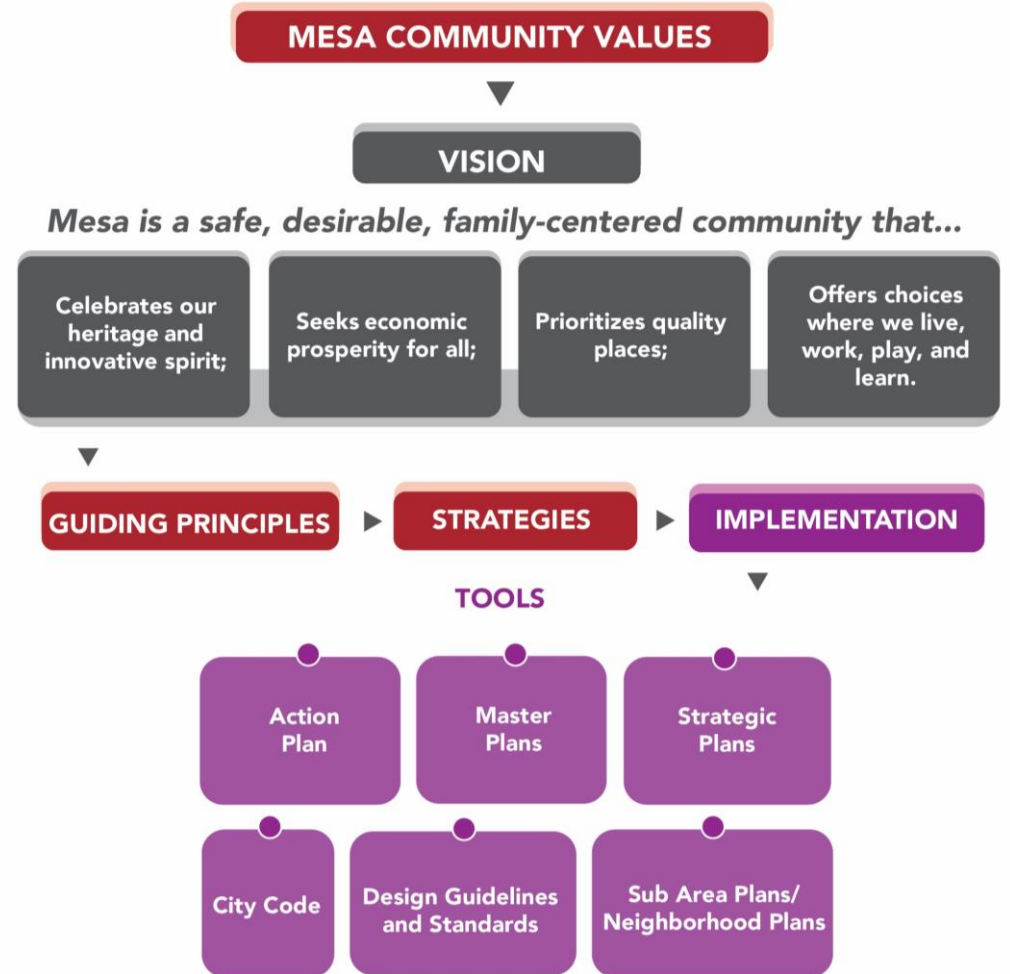 MESA COMMUNITY VALUES
VISION
Mesa is a safe, desirable, family-centered community that...
Celebrates our
heritage and
innovative spirit;
Seeks economic
prosperity for all;
Prioritizes quality
places;
Offers choices
where we live,
work, play, and
learn.
GUIDING PRINCIPLES
STRATEGIES
IMPLEMENTATION
TOOLS
Action
Plan
Master
Plans
Strategic
Plans
City Code
Design Guidelines
and Standards
Sub Area Plans/
Neighborhood Plans